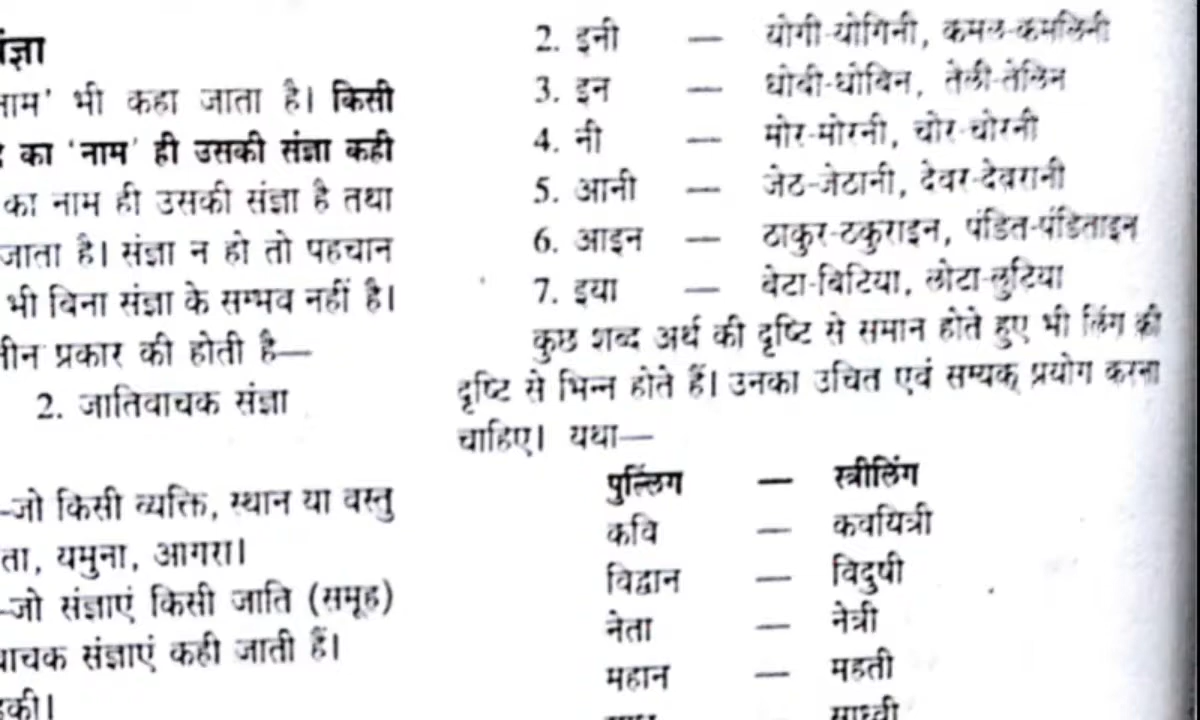 संज्ञा
नाम' भी कहा जाता है। किसी
का 'नाम' ही उसकी संज्ञा कही
का नाम ही उसकी संज्ञा है तथा
जाता है। संज्ञा न हो तो पहचान
भी बिना संज्ञा के सम्भव नहीं है।
तीन प्रकार की होती है—
2. जातिवाचक संज्ञा
-जो किसी व्यक्ति, स्थान या वस्तु
ता, यमुना, आगरा।
-जो संज्ञाएं किसी जाति (समूह)
वाचक संज्ञाएं कही जाती हैं।
2. इनी — योगी-योगिनी, कमल-कमलिनी
3. इन — धोबी-धोबिन, तेली-तेलिन
4. नी — मोर-मोरनी, चोर-चोरनी
5. आनी — जेठ-जेठानी, देवर-देवरानी
6. आइन — ठाकुर-ठकुराइन, पंडित-पंडिताइन
7. इया — बेटा-बिटिया, लोटा-लुटिया
कुछ शब्द अर्थ की दृष्टि से समान होते हुए भी लिंग की
दृष्टि से भिन्न होते हैं। उनका उचित एवं सम्यक् प्रयोग करना
चाहिए। यथा—
पुल्लिंग — स्त्रीलिंग
कवि — कवयित्री
विद्वान — विदुषी
नेता — नेत्री
महान — महती
साध्वी